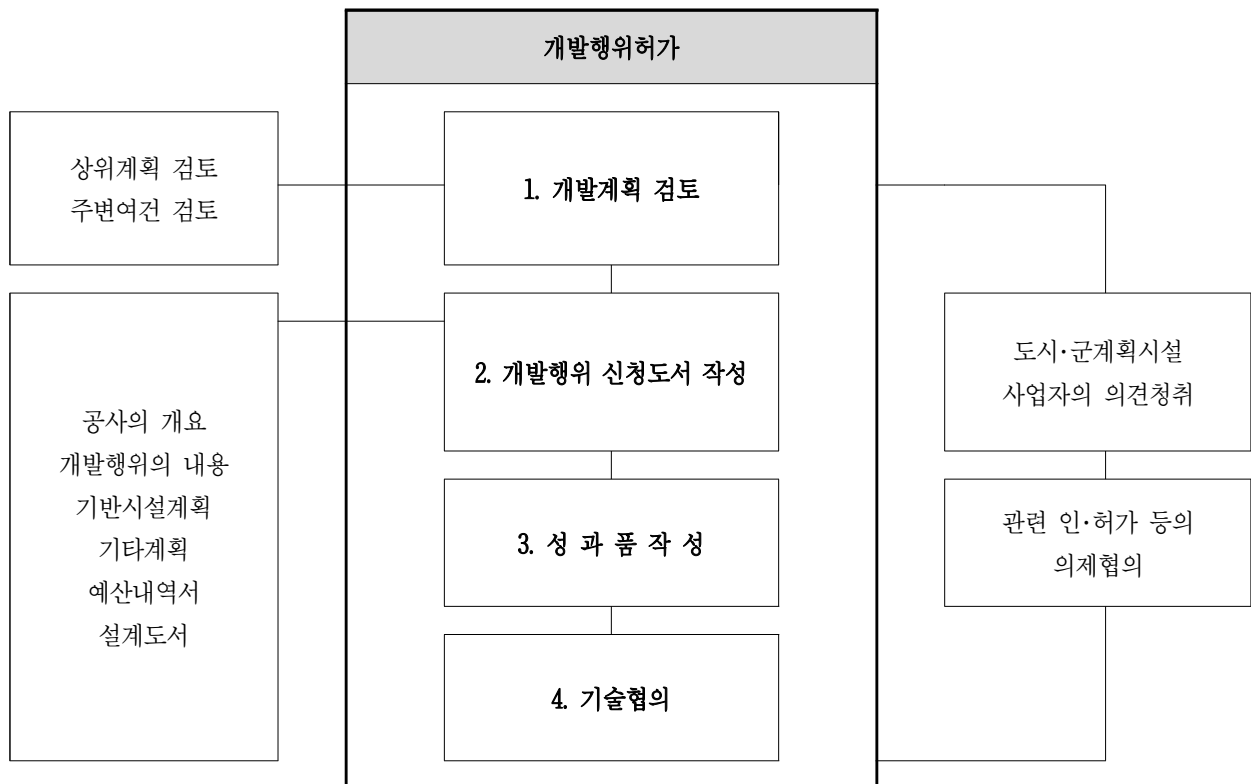 개발행위허가
상위계획 검토
주변여건 검토
1. 개발계획 검토
2. 개발행위 신청도서 작성
공사의 개요
개발행위의 내용
기반시설계획
기타계획
예산내역서
설계도서
3. 성 과 품 작 성
4. 기술협의
도시·군계획시설
사업자의 의견청취
관련 인·허가 등의
의제협의